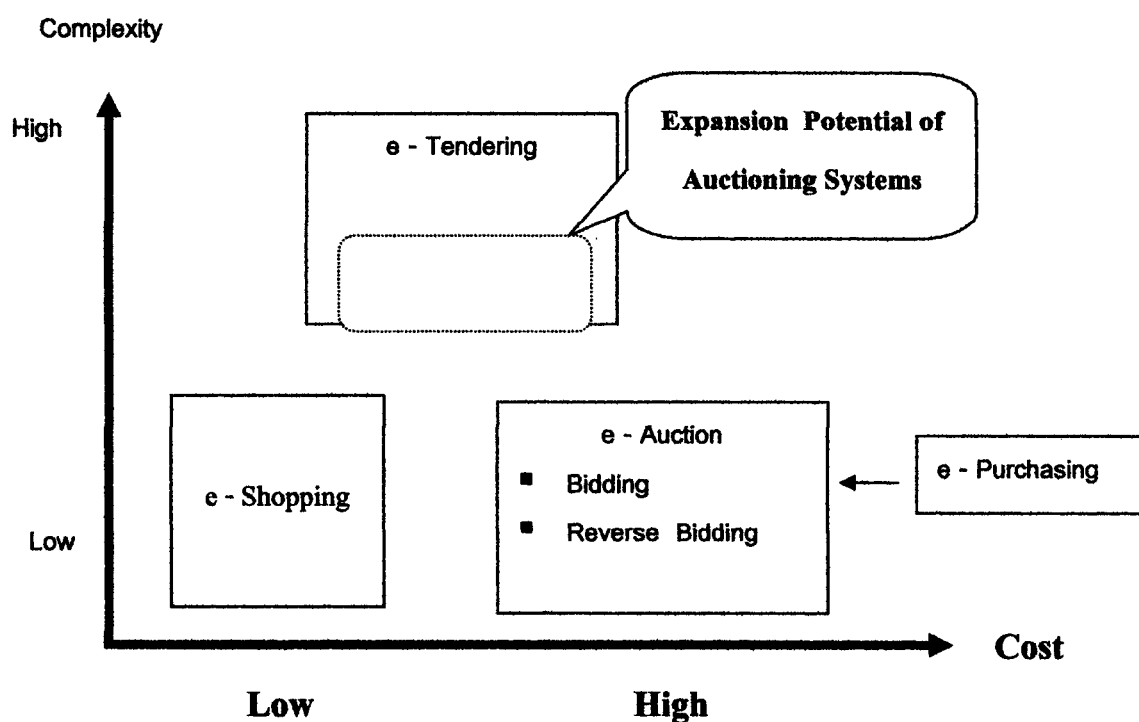 Complexity
High
e - Tendering
Expansion Potential of
Auctioning Systems
e - Shopping
e - Auction
■ Bidding
■ Reverse Bidding
e - Purchasing
Low
Cost
Low
High